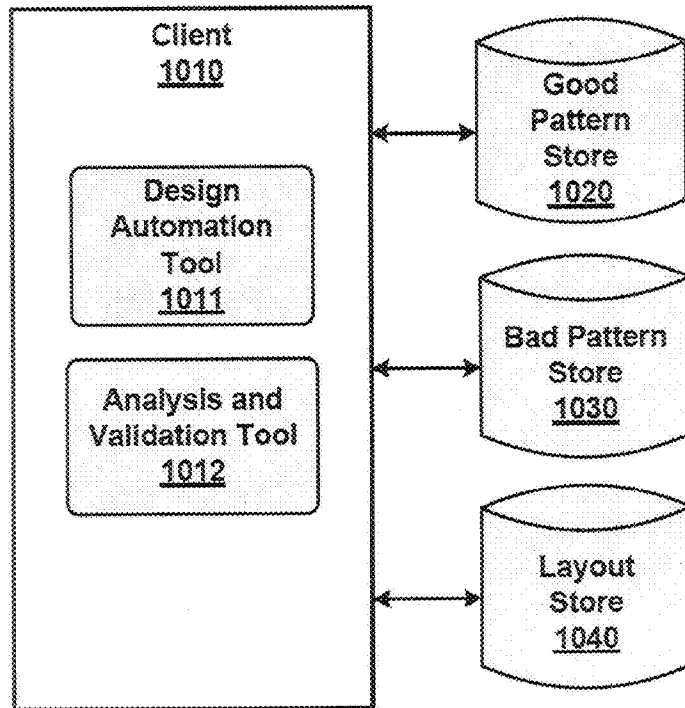 Client
1010
Design
Automation
Tool
1011
Analysis and
Validation Tool
1012
Good
Pattern
Store
1020
Bad Pattern
Store
1030
Layout
Store
1040